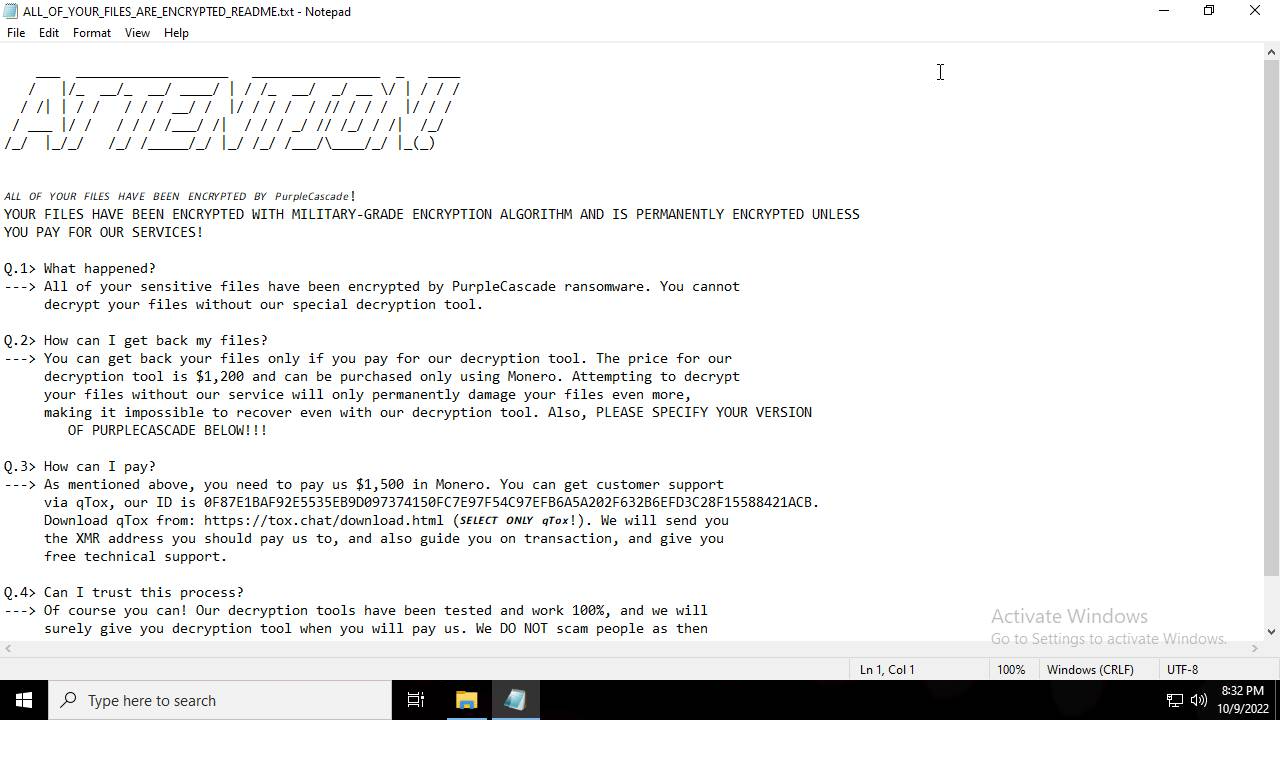 ALL_OF_YOUR_FILES_ARE_ENCRYPTED_README.txt - Notepad
File Edit Format View Help
ATTENTION!
ALL OF YOUR FILES HAVE BEEN ENCRYPTED BY PurpleCascade!
YOUR FILES HAVE BEEN ENCRYPTED WITH MILITARY-GRADE ENCRYPTION ALGORITHM AND IS PERMANENTLY ENCRYPTED UNLESS
YOU PAY FOR OUR SERVICES!
Q.1> What happened?
---> All of your sensitive files have been encrypted by PurpleCascade ransomware. You cannot
decrypt your files without our special decryption tool.
Q.2> How can I get back my files?
---> You can get back your files only if you pay for our decryption tool. The price for our
decryption tool is $1,200 and can be purchased only using Monero. Attempting to decrypt
your files without our service will only permanently damage your files even more,
making it impossible to recover even with our decryption tool. Also, PLEASE SPECIFY YOUR VERSION
OF PURPLECASCADE BELOW!!!
Q.3> How can I pay?
---> As mentioned above, you need to pay us $1,500 in Monero. You can get customer support
via qTox, our ID is 0F87E1BAF92E5535EB9D097374150FC7E97F54C97EFB6A5A202F632B6EFD3C28F15588421ACB.
Download qTox from: https://tox.chat/download.html (SELECT ONLY qTox!). We will send you
the XMR address you should pay us to, and also guide you on transaction, and give you
free technical support.
Q.4> Can I trust this process?
---> Of course you can! Our decryption tools have been tested and work 100%, and we will
surely give you decryption tool when you will pay us. We DO NOT scam people as then
Activate Windows
Go to Settings to activate Windows.
Ln 1, Col 1 100% Windows (CRLF) UTF-8
Type here to search
8:32 PM
10/9/2022